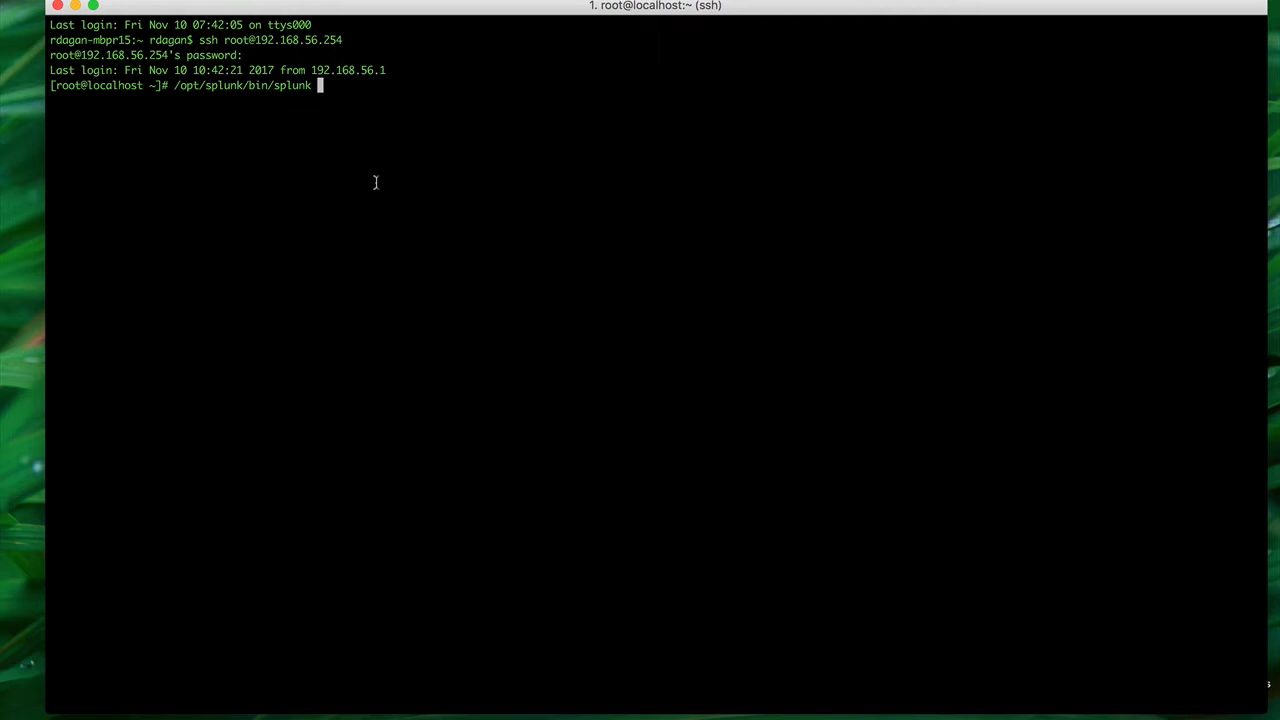 1. root@localhost:~ (ssh)
Last login: Fri Nov 10 07:42:05 on ttys000
rdagan-mbpr15:~ rdagan$ ssh root@192.168.56.254
root@192.168.56.254's password:
Last login: Fri Nov 10 10:42:21 2017 from 192.168.56.1
[root@localhost ~]# /opt/splunk/bin/splunk
s